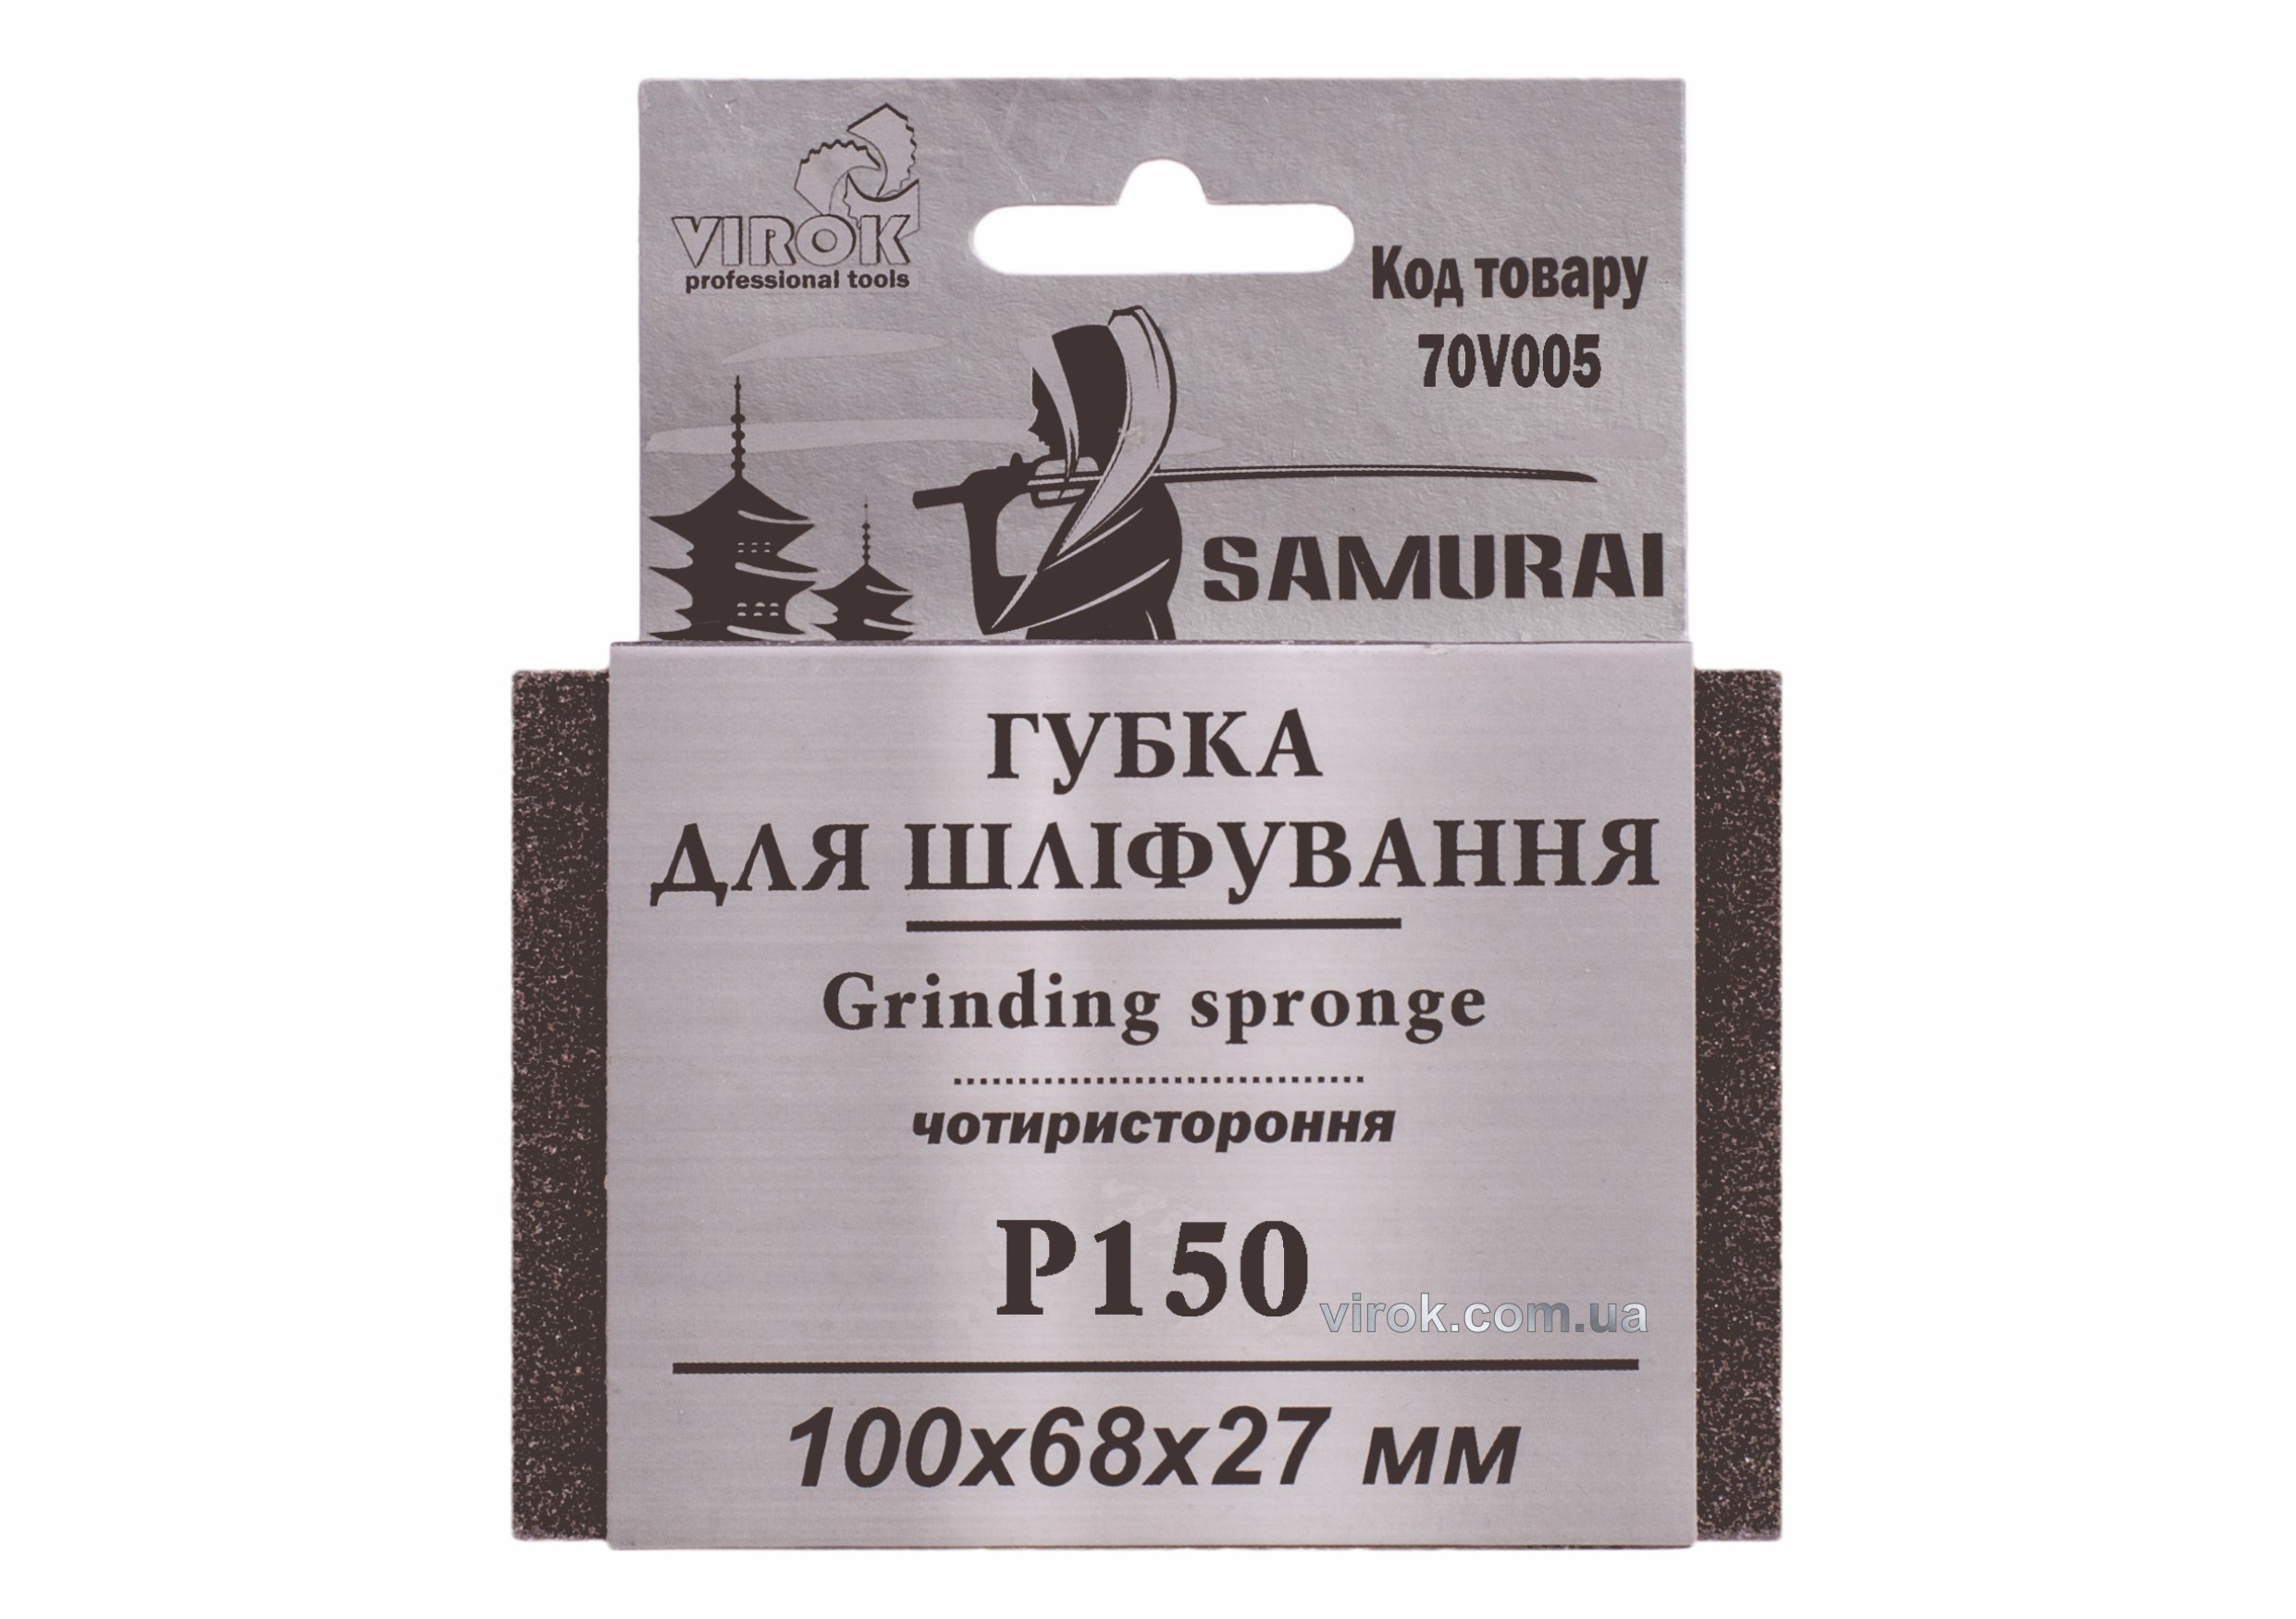 VIROK
professional tools
Код товару
70V005
SAMURAI
ГУБКА
ДЛЯ ШЛІФУВАННЯ
Grinding spronge
чотиристороння
P150
virok.com.ua
100x68x27 мм